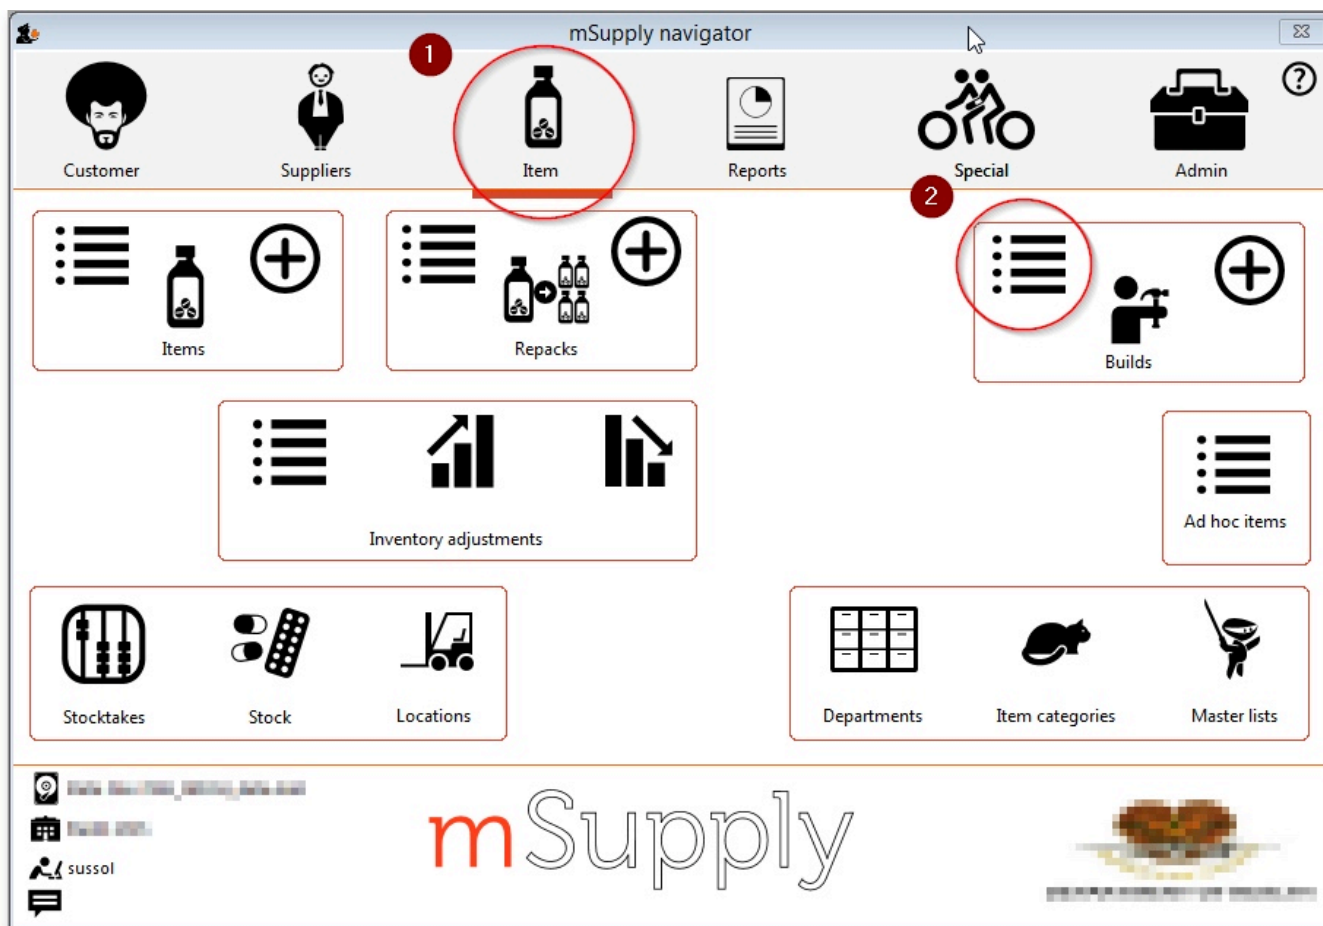 mSupply navigator
1
Customer
Suppliers
Item
Reports
Special
Admin
?
2
Items
Repacks
Builds
Inventory adjustments
Ad hoc items
Stocktakes
Stock
Locations
Departments
Item categories
Master lists
sussol
mSupply